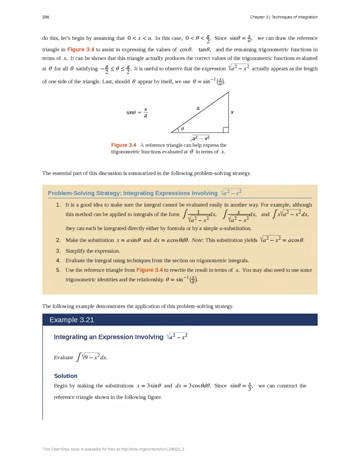 286 Chapter 3 | Techniques of Integration
do this, let's begin by assuming that 0 < x < a. In this case, 0 < θ < π/2. Since sinθ = x/a, we can draw the reference
triangle in Figure 3.4 to assist in expressing the values of cosθ, tanθ, and the remaining trigonometric functions in
terms of x. It can be shown that this triangle actually produces the correct values of the trigonometric functions evaluated
at θ for all θ satisfying −π/2 ≤ θ ≤ π/2. It is useful to observe that the expression √a² − x² actually appears as the length
of one side of the triangle. Last, should θ appear by itself, we use θ = sin⁻¹(x/a).
sinθ = x/a
a
x
θ
√a² − x²
Figure 3.4 A reference triangle can help express the
trigonometric functions evaluated at θ in terms of x.
The essential part of this discussion is summarized in the following problem-solving strategy.
Problem-Solving Strategy: Integrating Expressions Involving √a² − x²
1. It is a good idea to make sure the integral cannot be evaluated easily in another way. For example, although
this method can be applied to integrals of the form ∫ 1/√a² − x² dx, ∫ x/√a² − x² dx, and ∫ x√a² − x² dx,
they can each be integrated directly either by formula or by a simple u-substitution.
2. Make the substitution x = asinθ and dx = acosθdθ. Note: This substitution yields √a² − x² = acosθ.
3. Simplify the expression.
4. Evaluate the integral using techniques from the section on trigonometric integrals.
5. Use the reference triangle from Figure 3.4 to rewrite the result in terms of x. You may also need to use some
trigonometric identities and the relationship θ = sin⁻¹(x/a).
The following example demonstrates the application of this problem-solving strategy.
Example 3.21
Integrating an Expression Involving √a² − x²
Evaluate ∫√9 − x² dx.
Solution
Begin by making the substitutions x = 3sinθ and dx = 3cosθdθ. Since sinθ = x/3, we can construct the
reference triangle shown in the following figure.
This OpenStax book is available for free at